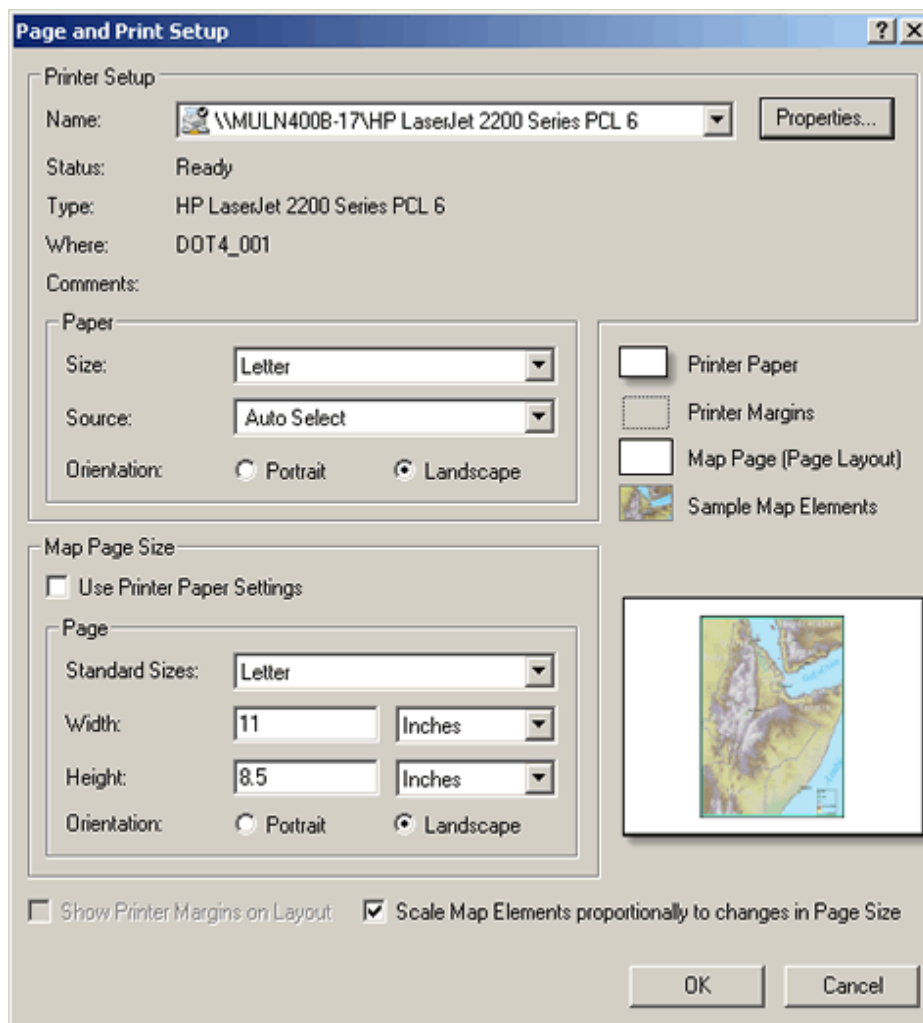 Page and Print Setup
Printer Setup
Name: \\MULN400B-17\HP LaserJet 2200 Series PCL 6 Properties...
Status: Ready
Type: HP LaserJet 2200 Series PCL 6
Where: DOT4_001
Comments:
Paper
Size: Letter
Source: Auto Select
Orientation: Portrait Landscape
Printer Paper
Printer Margins
Map Page (Page Layout)
Sample Map Elements
Map Page Size
Use Printer Paper Settings
Page
Standard Sizes: Letter
Width: 11 Inches
Height: 8.5 Inches
Orientation: Portrait Landscape
Show Printer Margins on Layout Scale Map Elements proportionally to changes in Page Size
OK Cancel